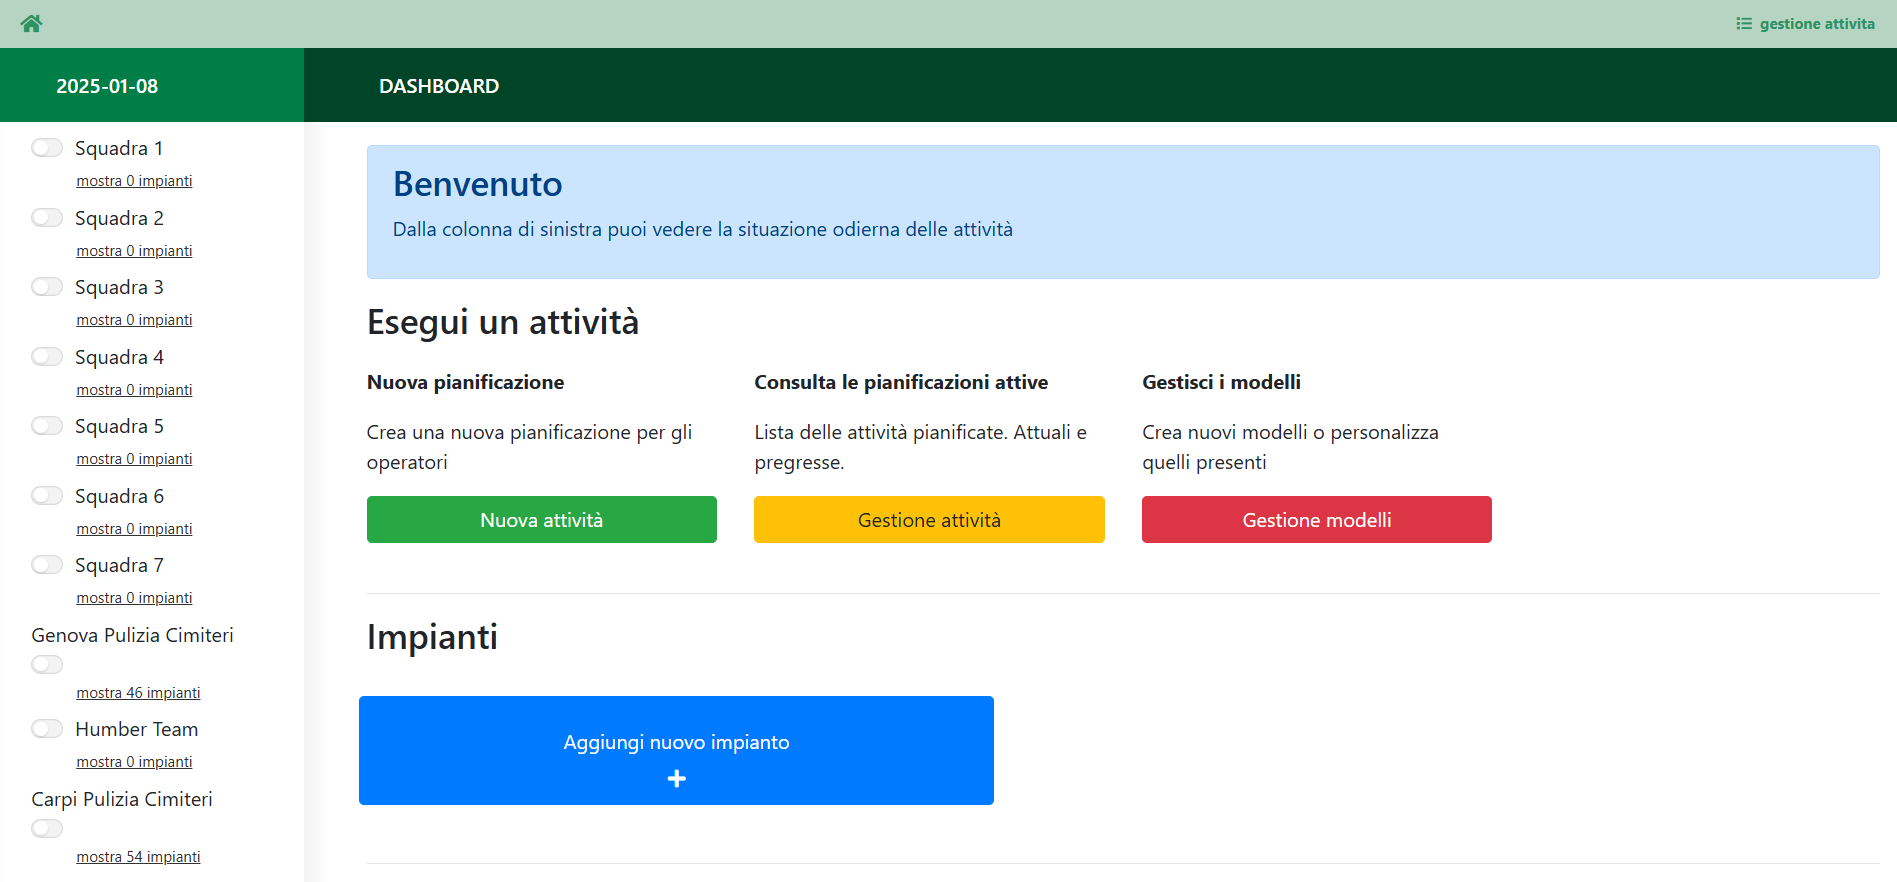 gestione attivita
2025-01-08
DASHBOARD
Squadra 1
mostra 0 impianti
Squadra 2
mostra 0 impianti
Squadra 3
mostra 0 impianti
Squadra 4
mostra 0 impianti
Squadra 5
mostra 0 impianti
Squadra 6
mostra 0 impianti
Squadra 7
mostra 0 impianti
Genova Pulizia Cimiteri
mostra 46 impianti
Humber Team
mostra 0 impianti
Carpi Pulizia Cimiteri
mostra 54 impianti
Benvenuto
Dalla colonna di sinistra puoi vedere la situazione odierna delle attività
Esegui un attività
Nuova pianificazione
Crea una nuova pianificazione per gli
operatori
Nuova attività
Consulta le pianificazioni attive
Lista delle attività pianificate. Attuali e
pregresse.
Gestione attività
Gestisci i modelli
Crea nuovi modelli o personalizza
quelli presenti
Gestione modelli
Impianti
Aggiungi nuovo impianto